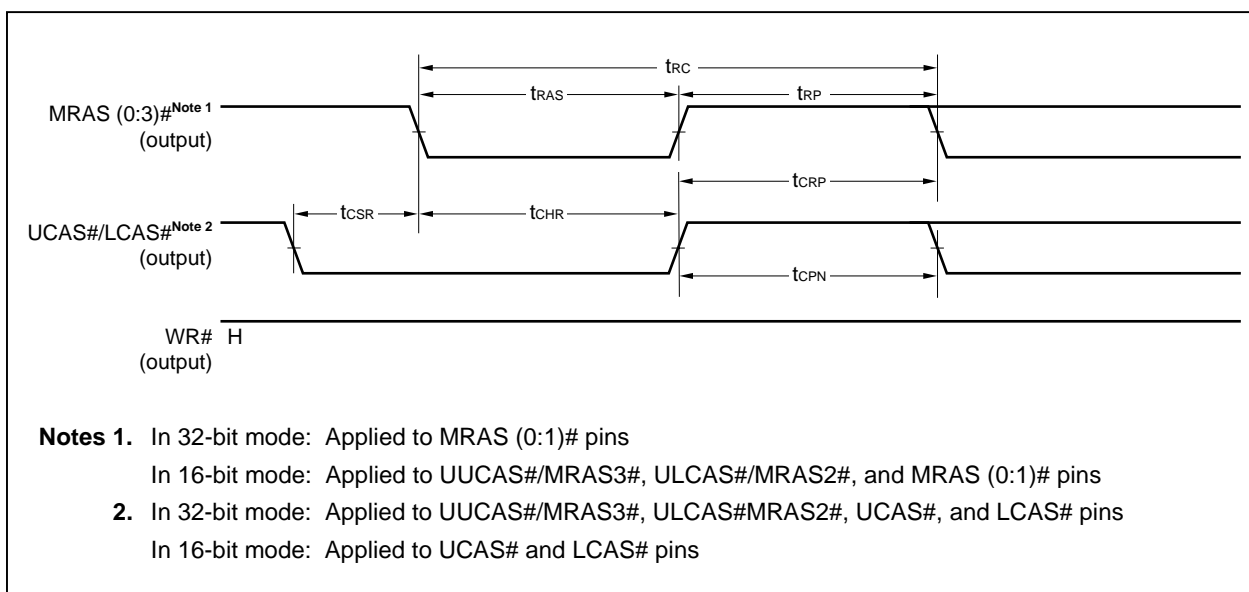 tRC
tRAS
tRP
MRAS (0:3)#Note 1
(output)
tCRP
tCSR
tCHR
UCAS#/LCAS#Note 2
(output)
tCPN
WR# H
(output)
Notes 1. In 32-bit mode: Applied to MRAS (0:1)# pins
In 16-bit mode: Applied to UUCAS#/MRAS3#, ULCAS#/MRAS2#, and MRAS (0:1)# pins
2. In 32-bit mode: Applied to UUCAS#/MRAS3#, ULCAS#MRAS2#, UCAS#, and LCAS# pins
In 16-bit mode: Applied to UCAS# and LCAS# pins